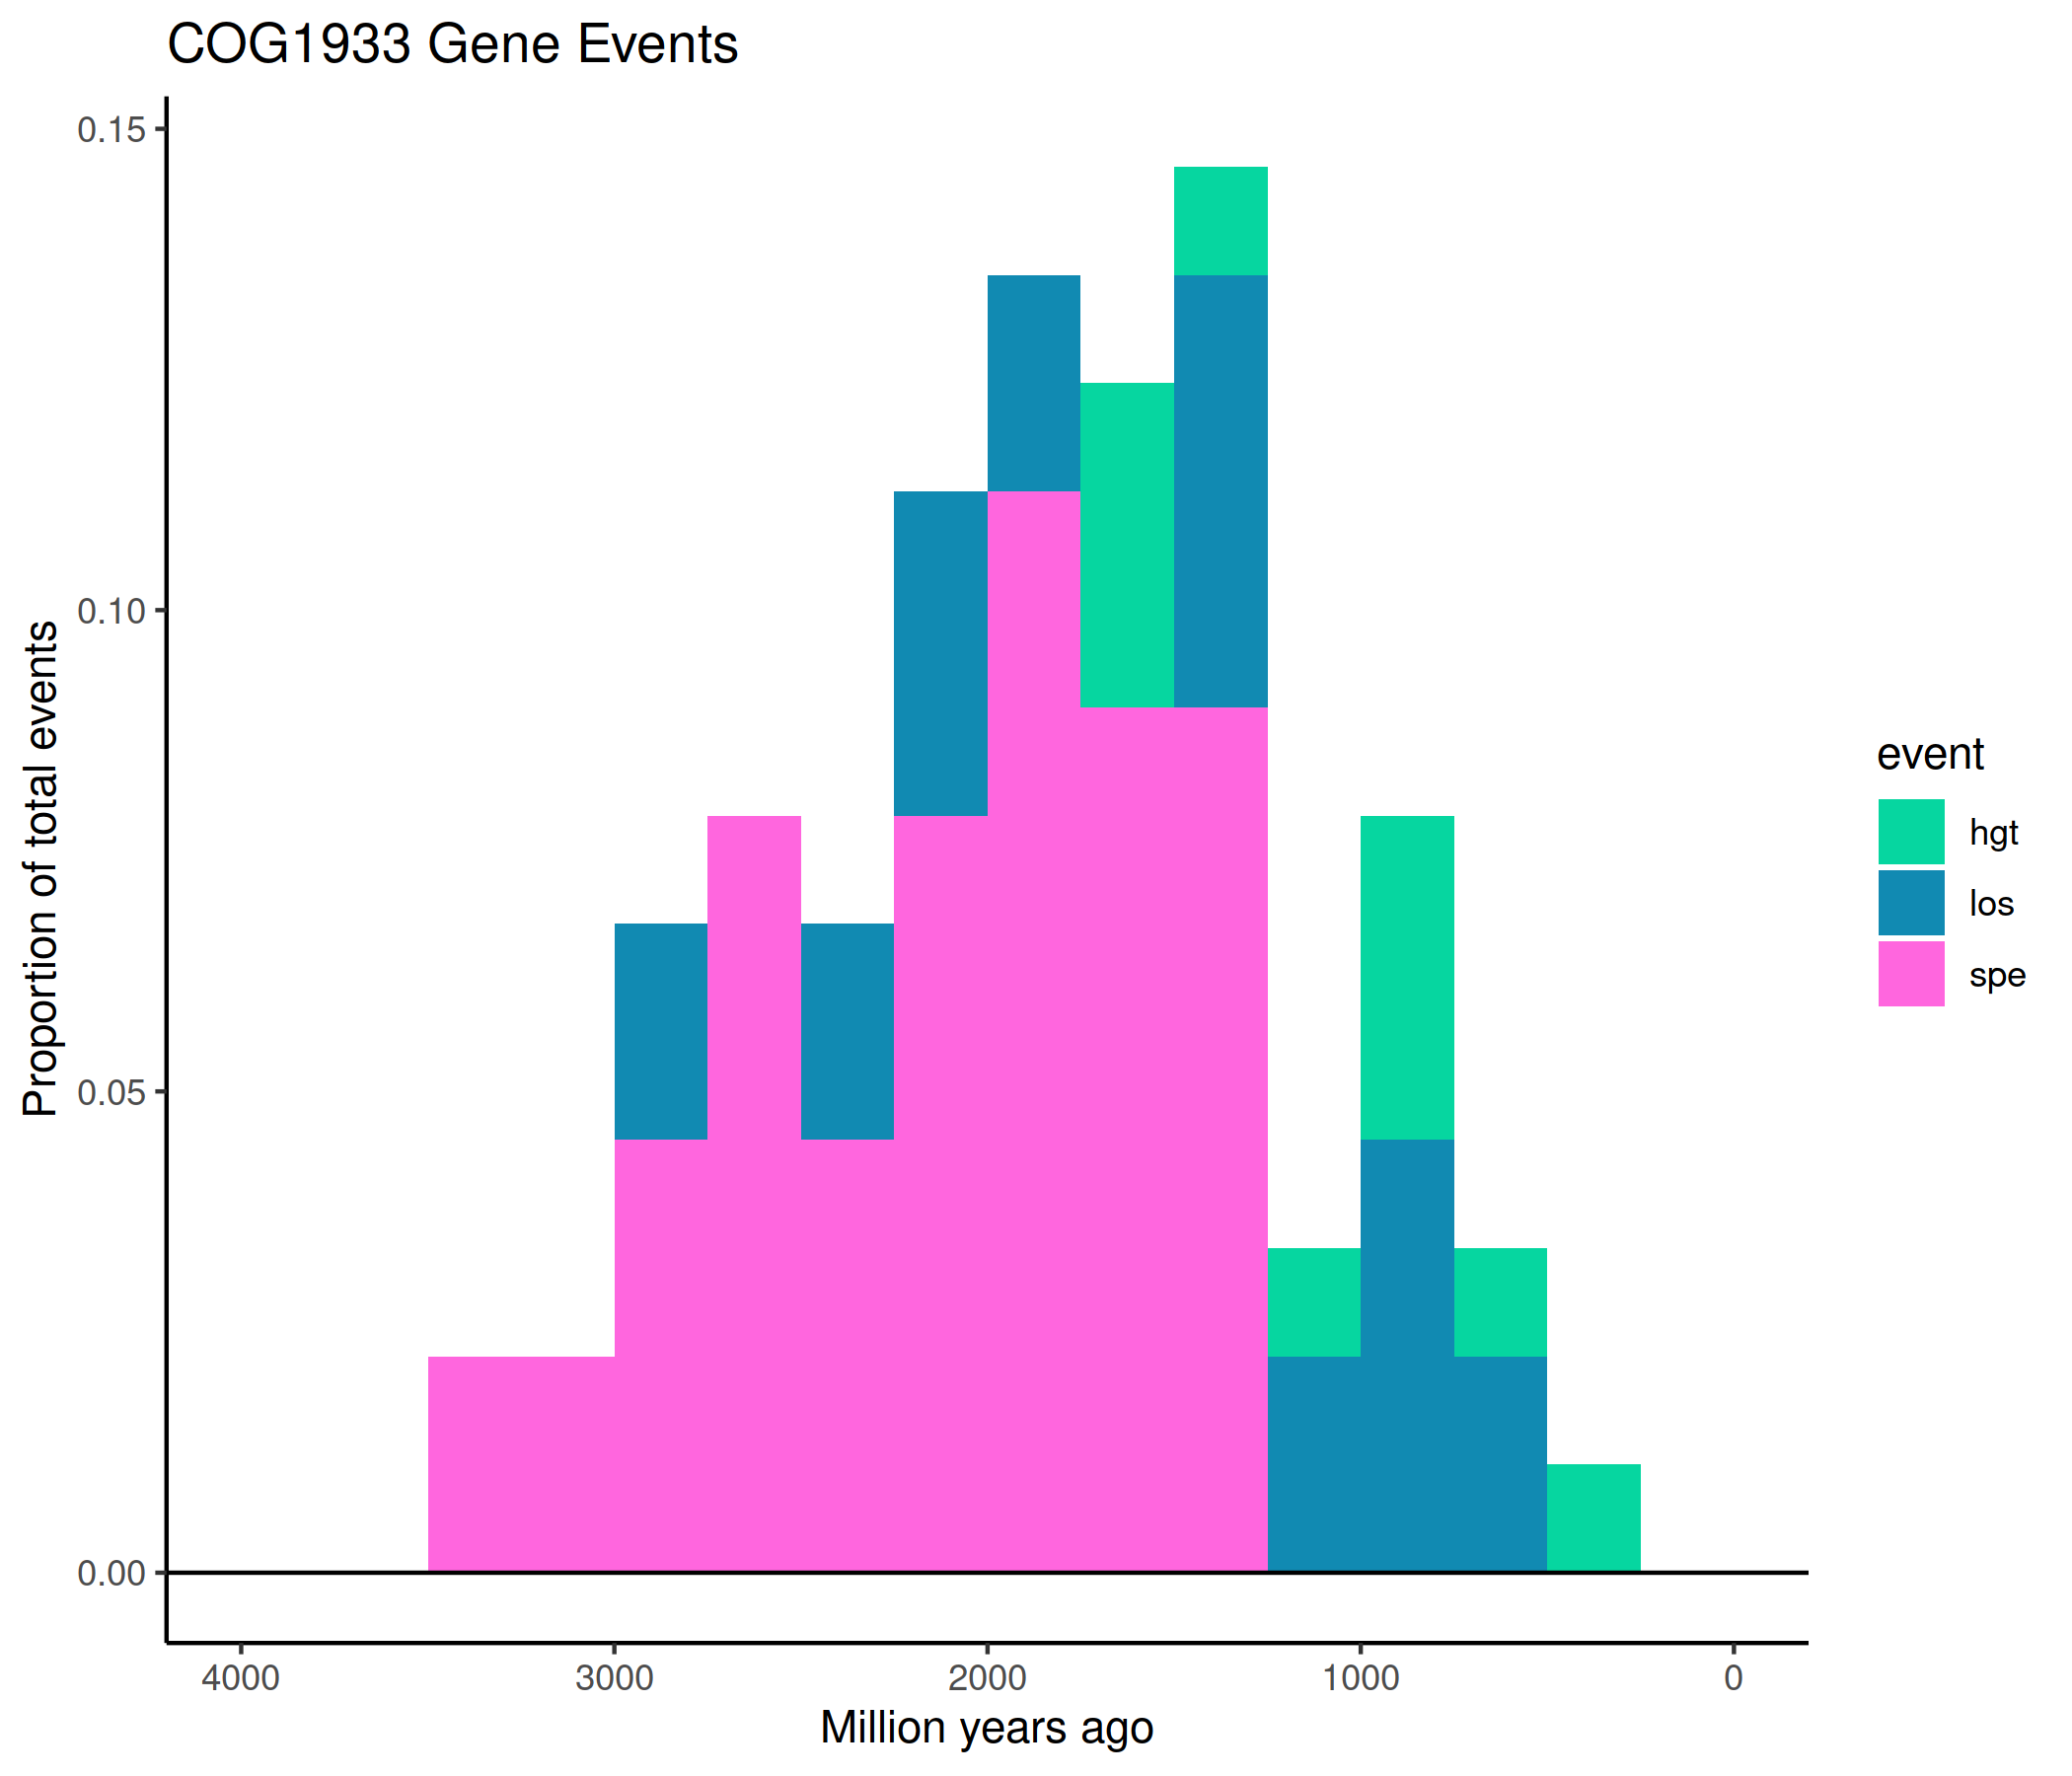 COG1933 Gene Events
Proportion of total events
0.15
0.10
0.05
0.00
4000 3000 2000 1000 0
Million years ago
event
hgt
los
spe